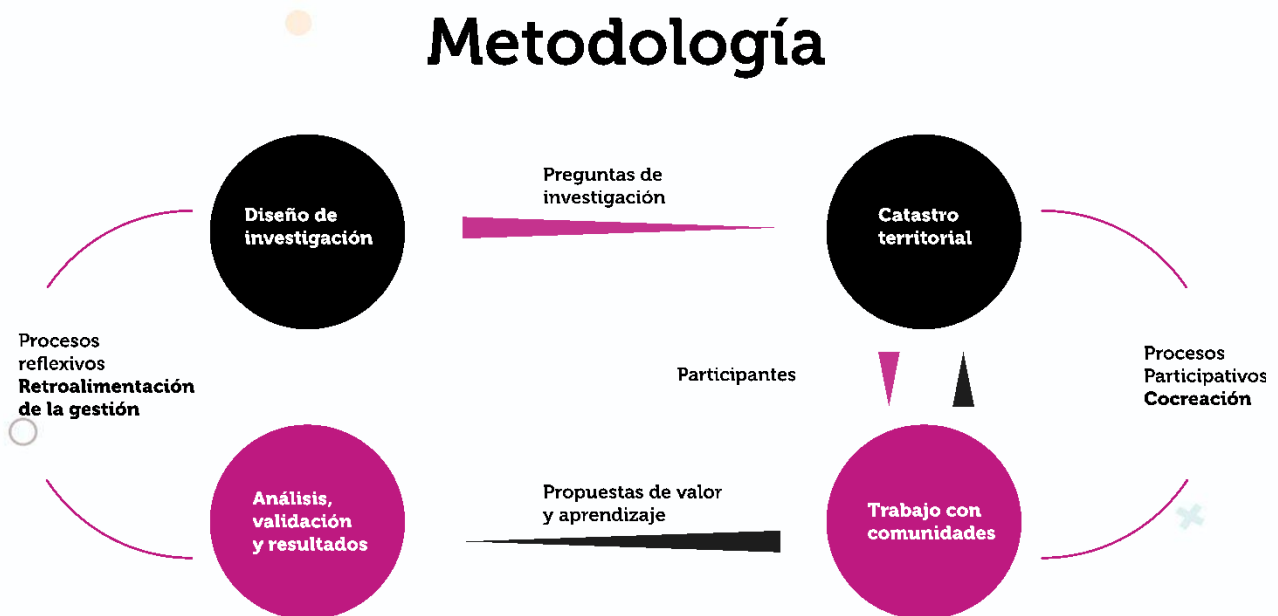 Metodología
Diseño de
investigación
Preguntas de
investigación
Catastro
territorial
Procesos
reflexivos
Retroalimentación
de la gestión
Participantes
Procesos
Participativos
Cocreación
Análisis,
validación
y resultados
Propuestas de valor
y aprendizaje
Trabajo con
comunidades